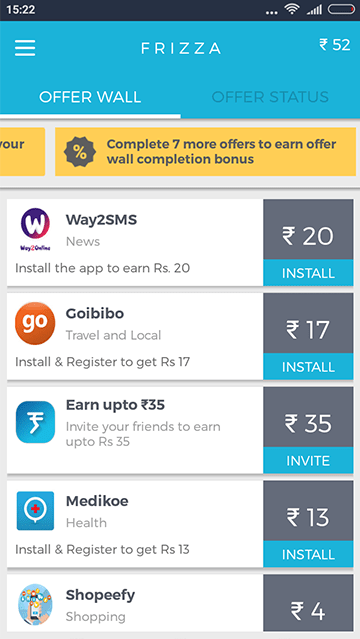 15:22
FRIZZA
₹ 52
OFFER WALL
OFFER STATUS
your
Complete 7 more offers to earn offer
wall completion bonus
Way2Online
Way2SMS
News
Install the app to earn Rs. 20
₹ 20
INSTALL
go
Goibibo
Travel and Local
Install & Register to get Rs 17
₹ 17
INSTALL
Earn upto ₹35
Invite your friends to earn
upto Rs 35
₹ 35
INVITE
Medikoe
Health
Install & Register to get Rs 13
₹ 13
INSTALL
Shopeefy
Shopping
₹ 4